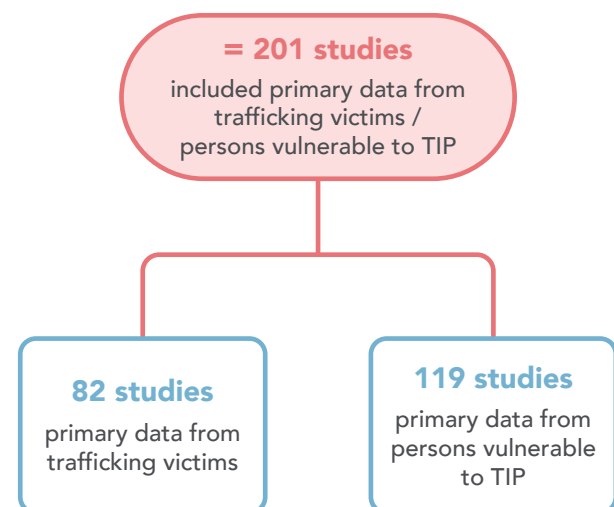 = 201 studies
included primary data from
trafficking victims /
persons vulnerable to TIP
82 studies
primary data from
trafficking victims
119 studies
primary data from
persons vulnerable
to TIP